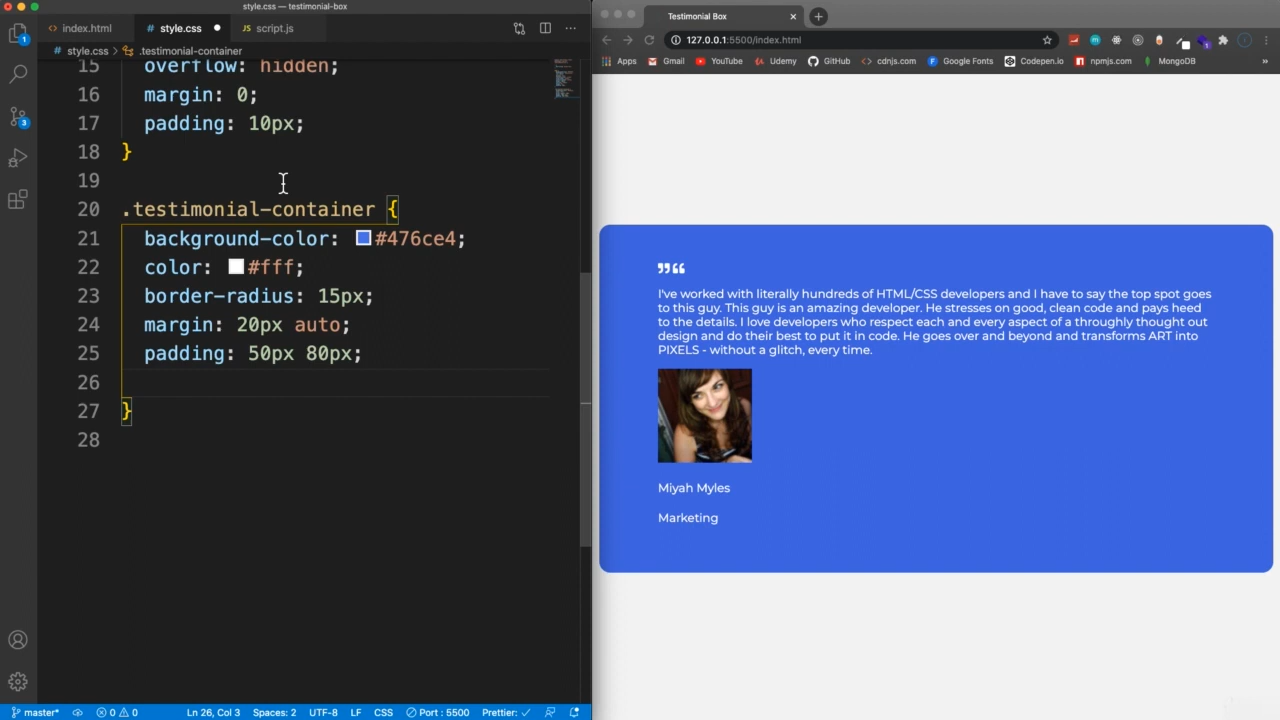 style.css — testimonial-box
index.html
# style.css
JS script.js
# style.css > .testimonial-container
15 overflow: hidden;
16 margin: 0;
17 padding: 10px;
18 }
19
20 .testimonial-container {
21 background-color: #476ce4;
22 color: #fff;
23 border-radius: 15px;
24 margin: 20px auto;
25 padding: 50px 80px;
26
27 }
28
1
3
master*
0 0
Ln 26, Col 3
Spaces: 2
UTF-8
LF
CSS
Port : 5500
Prettier: ✓
Testimonial Box
127.0.0.1:5500/index.html
1
Apps
Gmail
YouTube
Udemy
GitHub
cdnjs.com
Google Fonts
Codepen.io
npmjs.com
MongoDB
»
I've worked with literally hundreds of HTML/CSS developers and I have to say the top spot goes
to this guy. This guy is an amazing developer. He stresses on good, clean code and pays heed
to the details. I love developers who respect each and every aspect of a throughly thought out
design and do their best to put it in code. He goes over and beyond and transforms ART into
PIXELS - without a glitch, every time.
Miyah Myles
Marketing